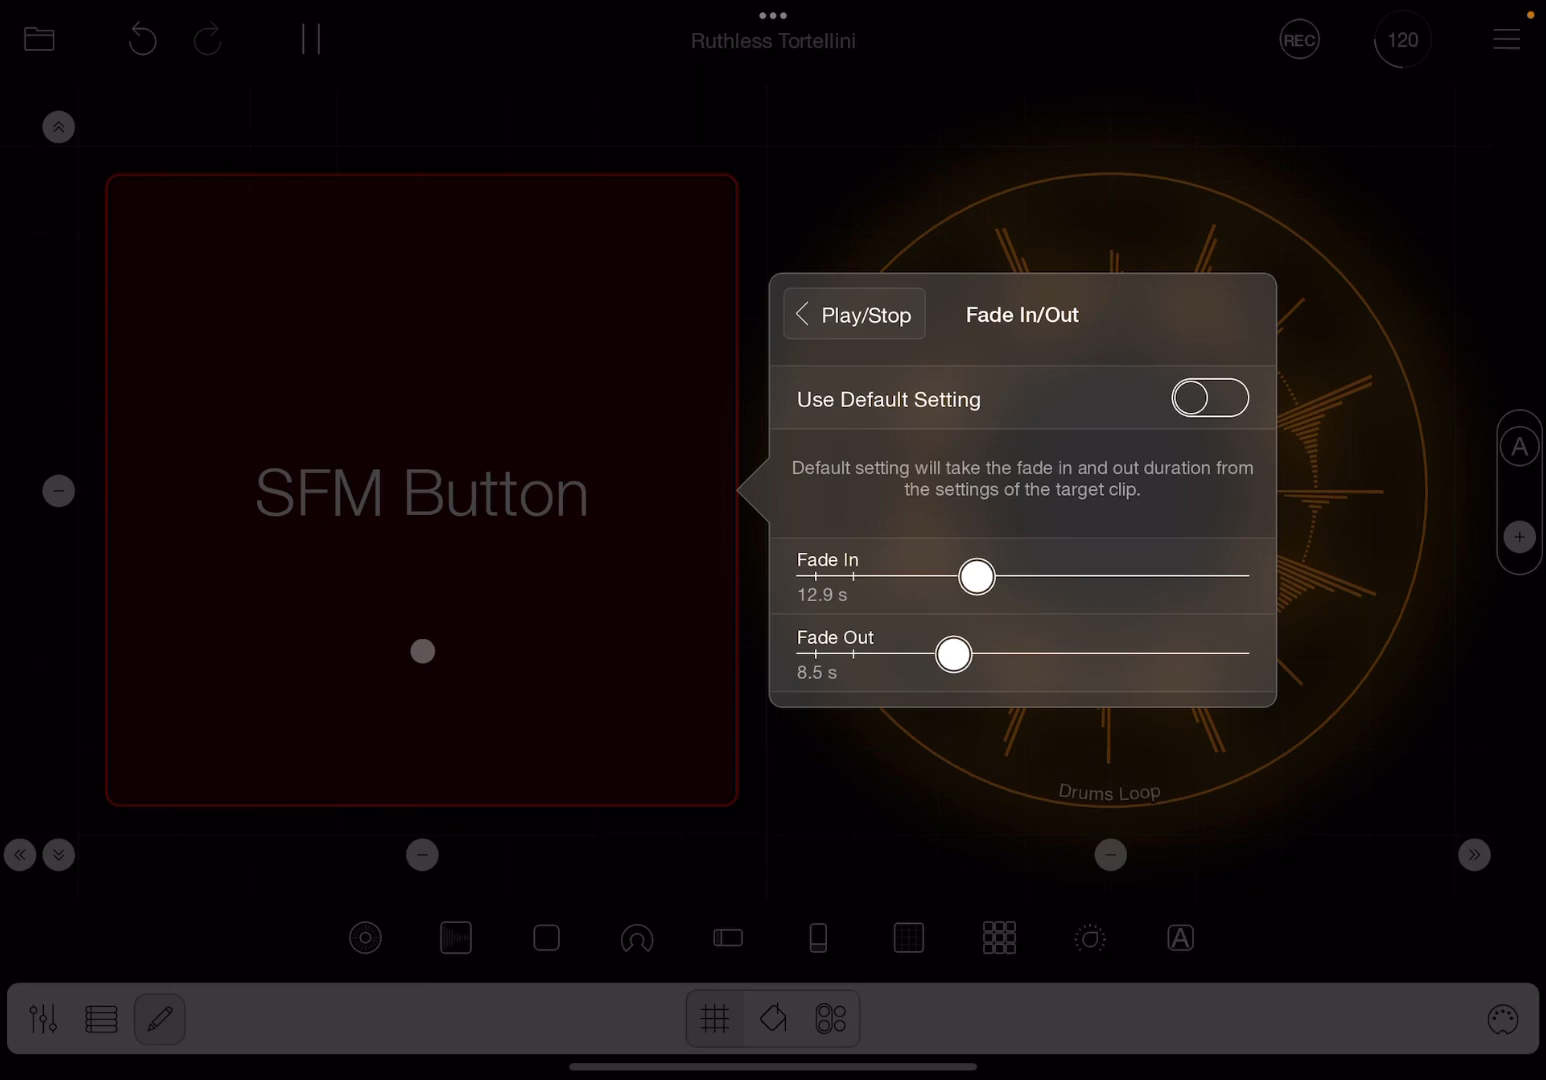 Ruthless Tortellini
REC
120
Play/Stop
Fade In/Out
Use Default Setting
Default setting will take the fade in and out duration from
the settings of the target clip.
SFM Button
A
Fade In
12.9 s
Fade Out
8.5 s
Drums Loop
A